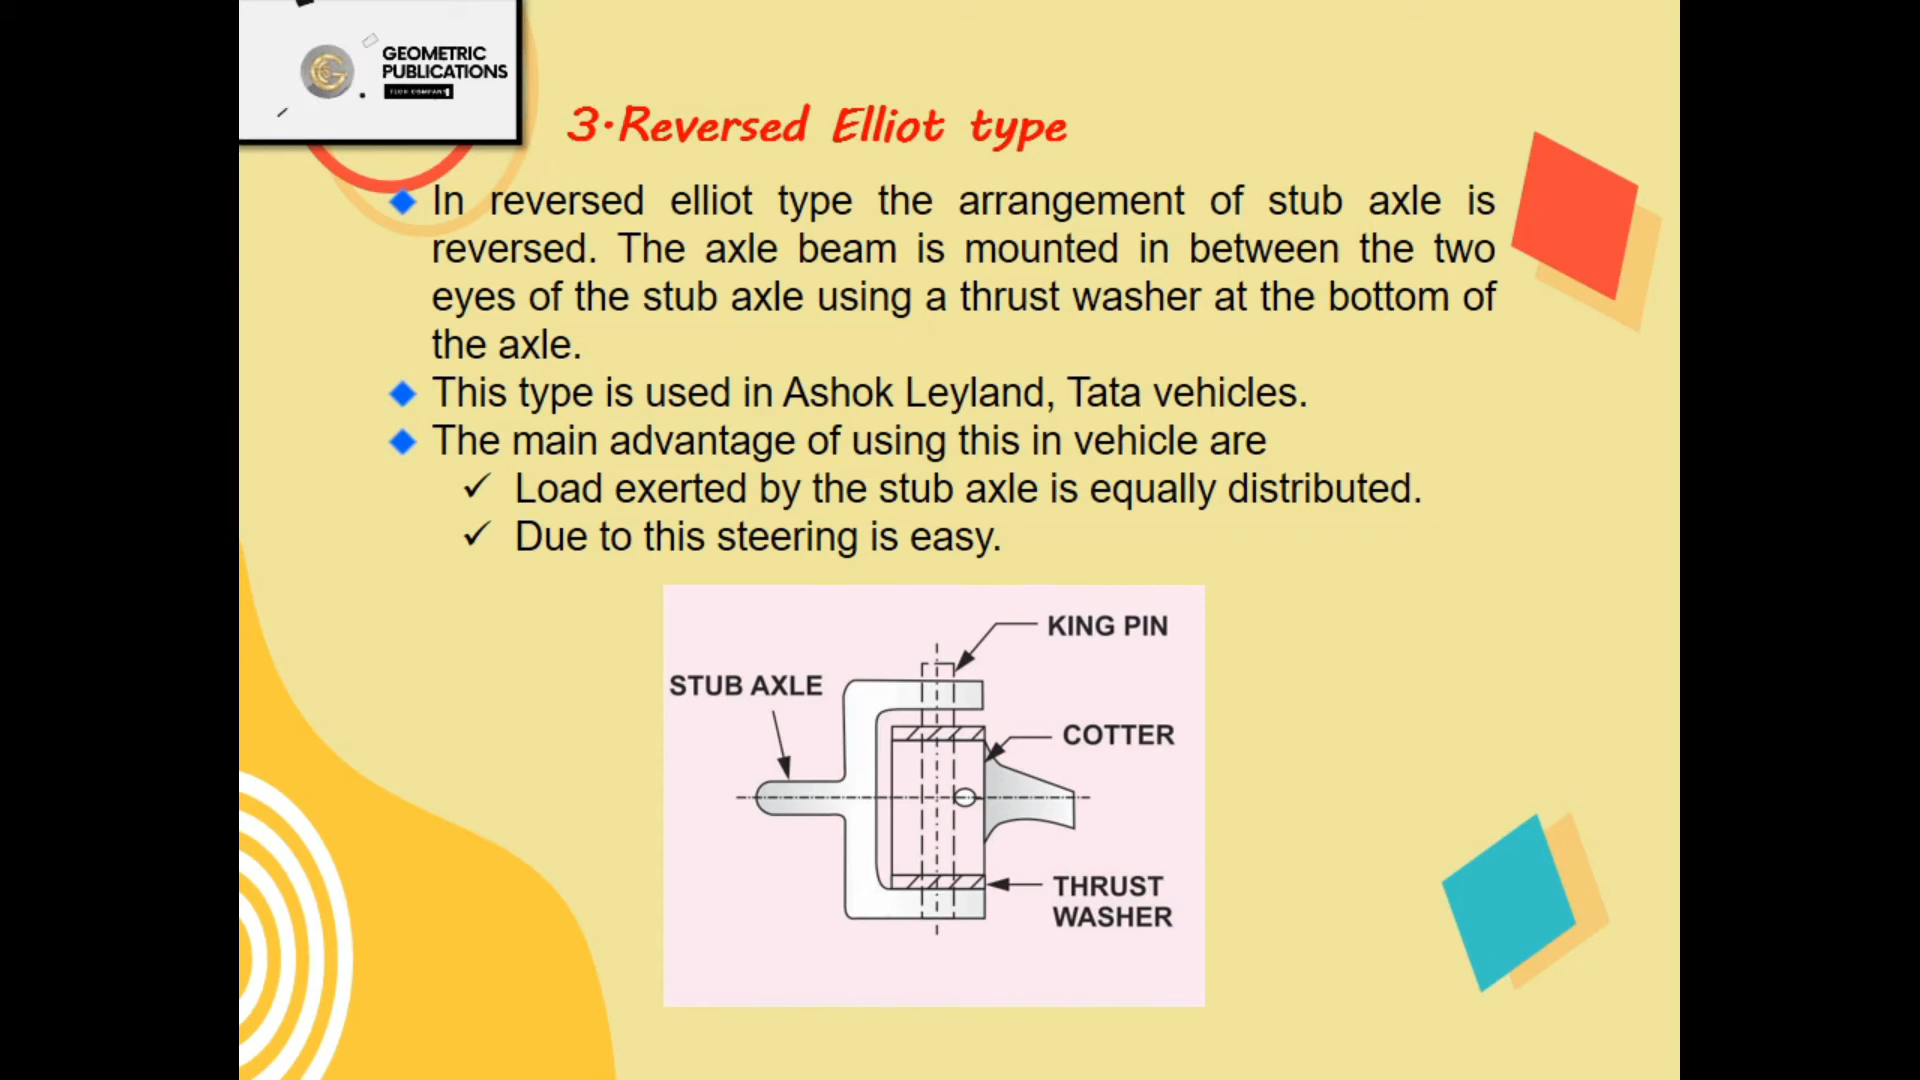 GEOMETRIC
PUBLICATIONS
TECH COMPANY
3.Reversed Elliot type
In reversed elliot type the arrangement of stub axle is
reversed. The axle beam is mounted in between the two
eyes of the stub axle using a thrust washer at the bottom of
the axle.
This type is used in Ashok Leyland, Tata vehicles.
The main advantage of using this in vehicle are
Load exerted by the stub axle is equally distributed.
Due to this steering is easy.
KING PIN
STUB AXLE
COTTER
THRUST
WASHER